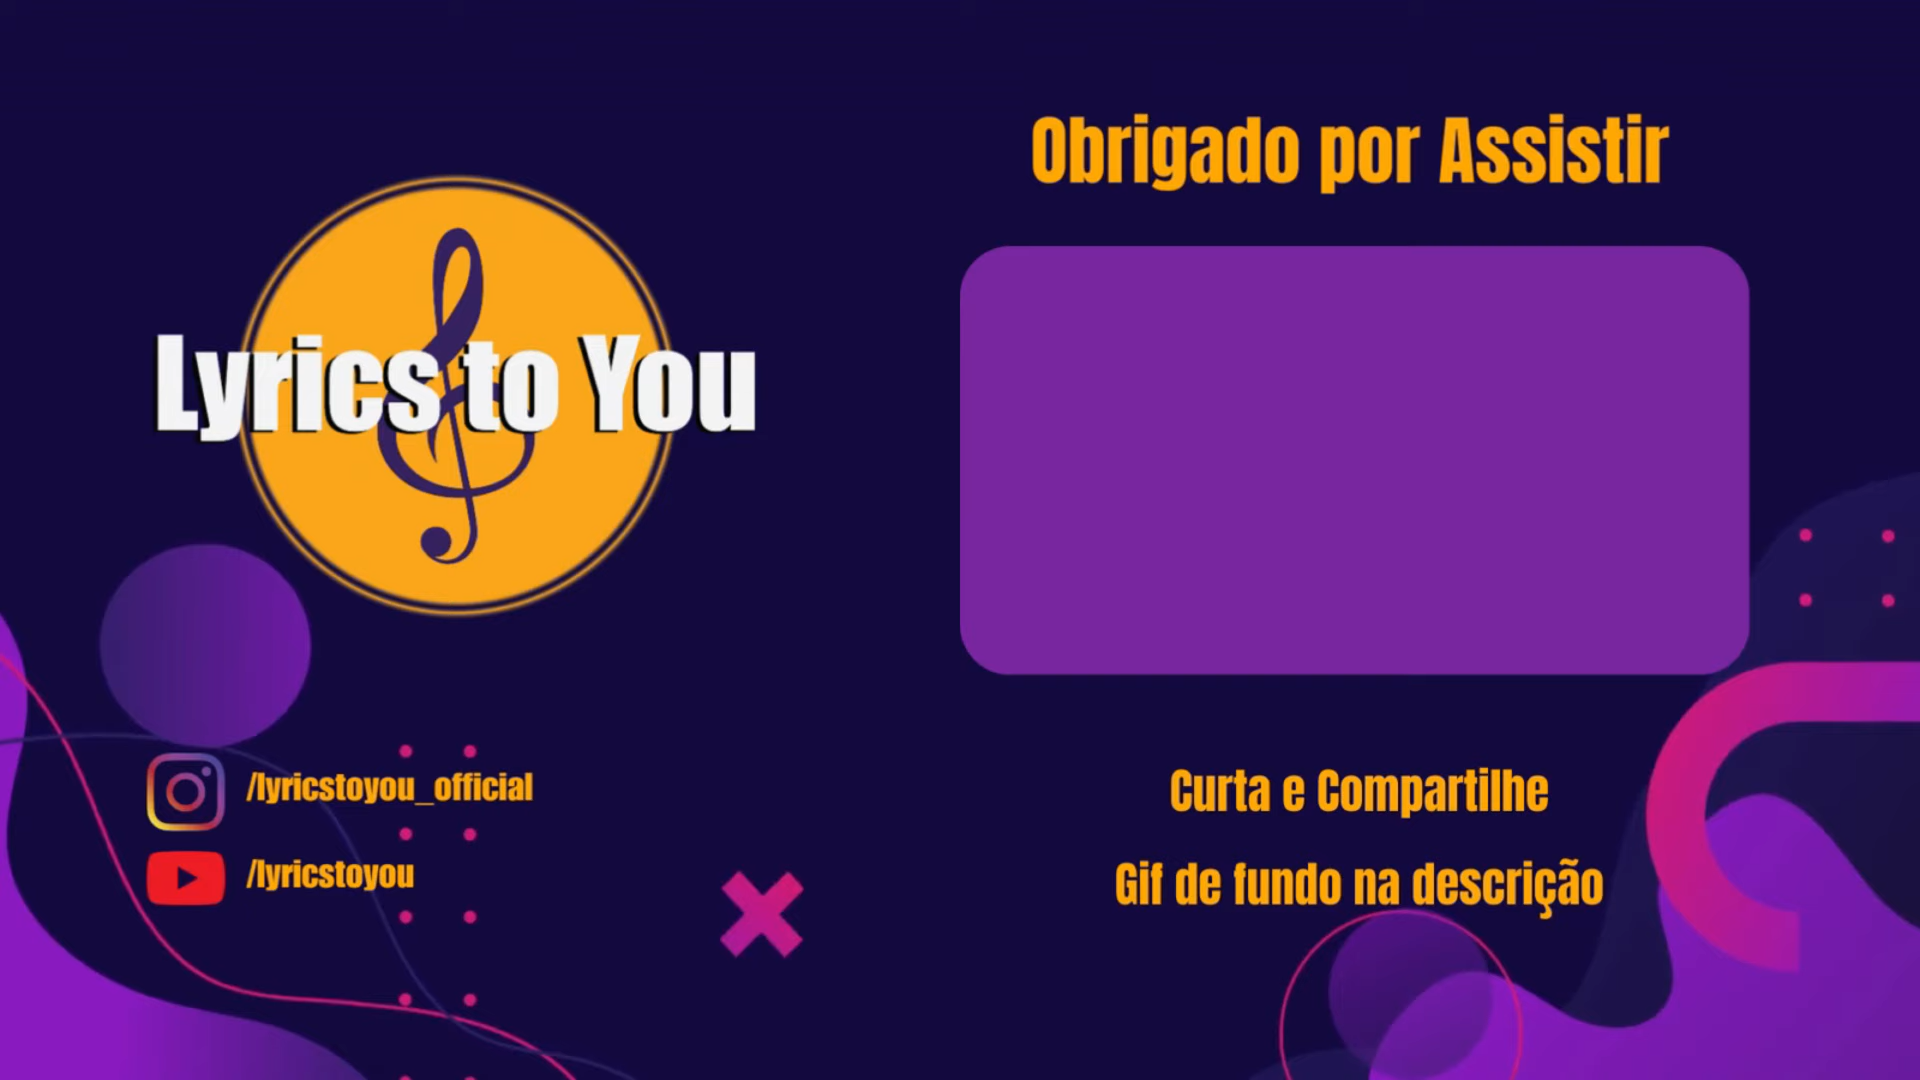 Obrigado por Assistir
Lyrics to You
/lyricstoyou_official
/lyricstoyou
Curta e Compartilhe
Gif de fundo na descrição